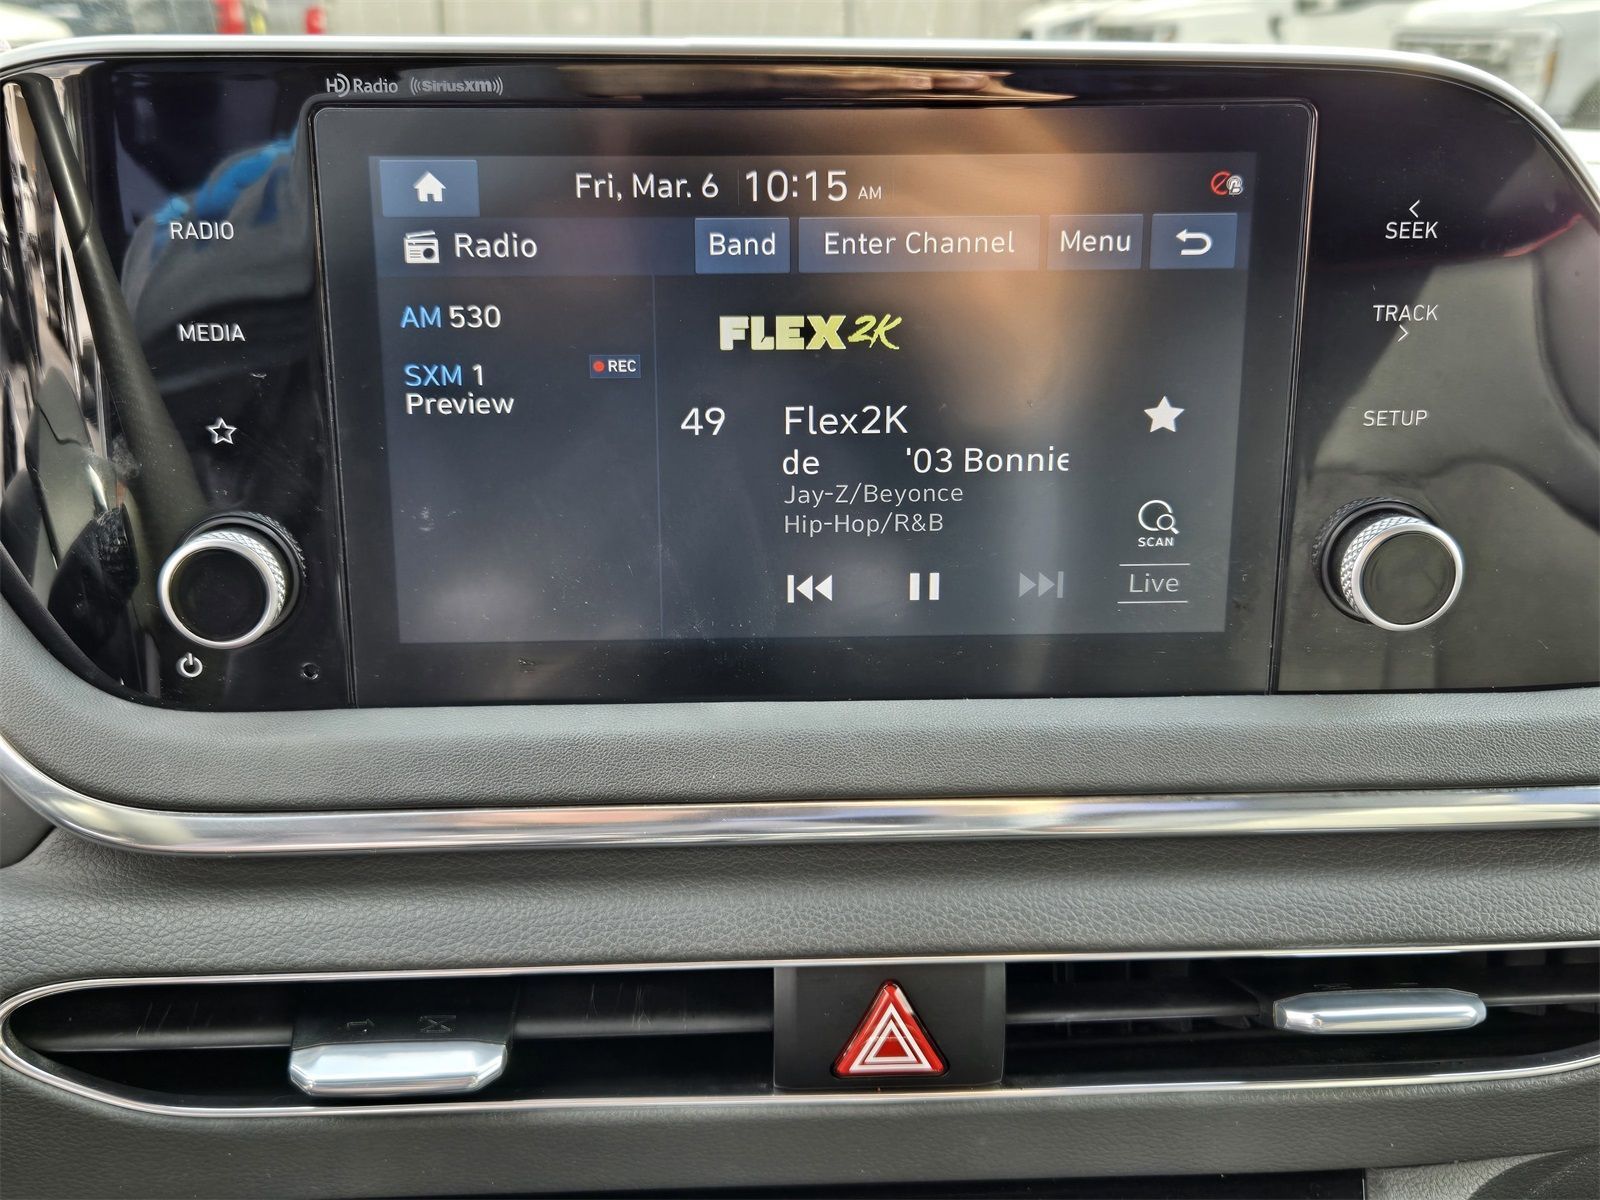 HD Radio ((SiriusXM))
Fri, Mar. 6 10:15 AM
Radio Band Enter Channel Menu
RADIO
MEDIA
AM 530
SXM 1
REC
Preview
FLEX2K
49 Flex2K
de '03 Bonnie
Jay-Z/Beyonce
Hip-Hop/R&B
SCAN
Live
SEEK
TRACK
SETUP